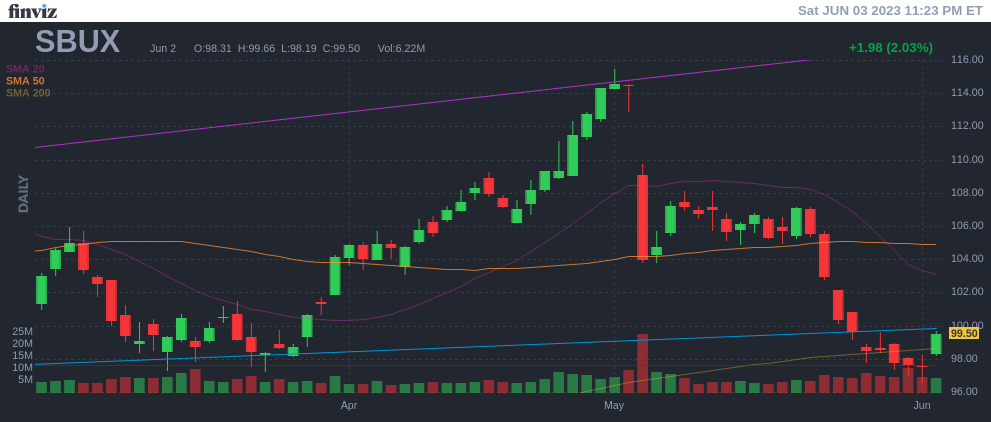 finviz
Sat JUN 03 2023 11:23 PM ET
SBUX
Jun 2 O:98.31 H:99.66 L:98.19 C:99.50 Vol:6.22M
+1.98 (2.03%)
SMA 20
SMA 50
SMA 200
DAILY
116.00
114.00
112.00
110.00
108.00
106.00
104.00
102.00
100.00
99.50
98.00
96.00
25M
20M
15M
10M
5M
Apr May Jun